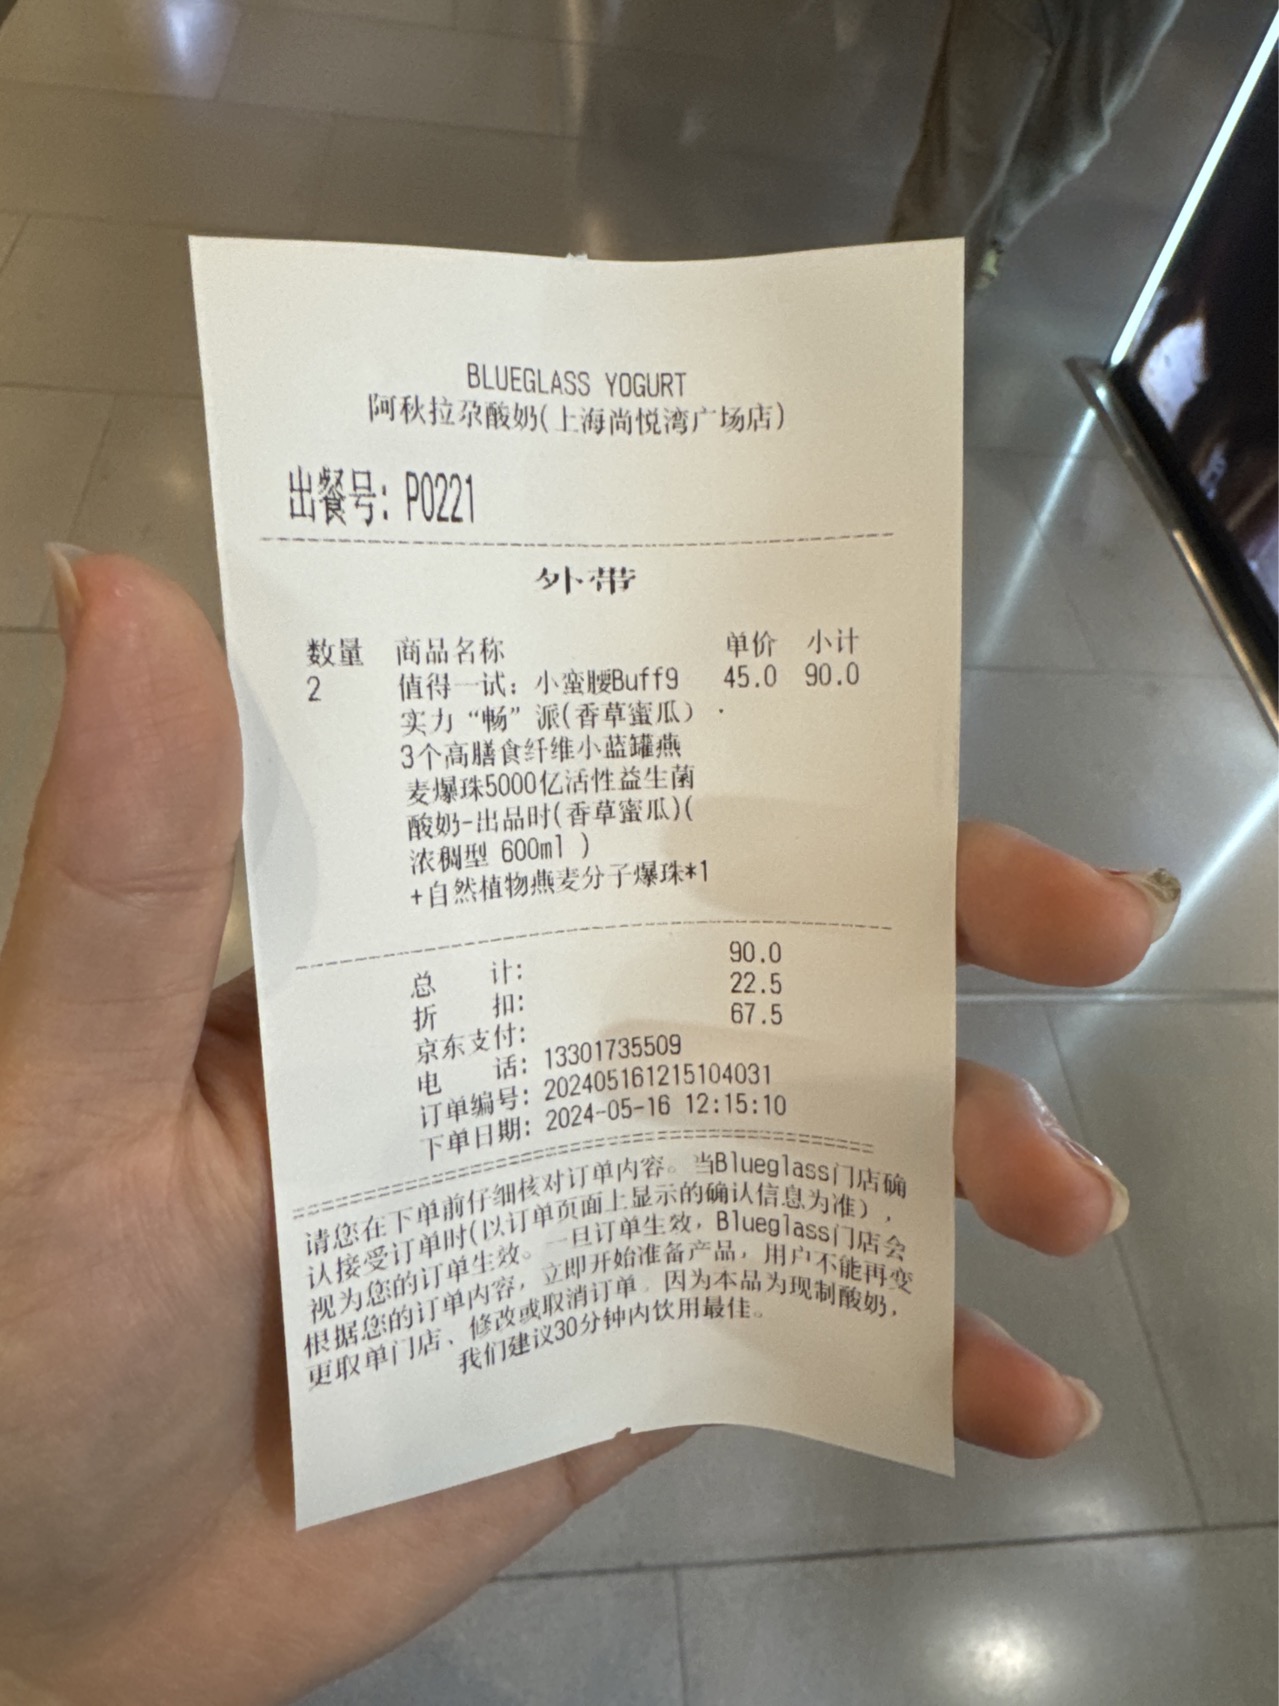 BLUEGLASS YOGURT
阿秋拉尕酸奶(上海尚悦湾广场店)
出餐号: P0221
外带
数量 商品名称 单价 小计
2 值得一试: 小蛮腰Buff9 45.0 90.0
实力“畅”派(香草蜜瓜)·
3个高膳食纤维小蓝罐燕
麦爆珠5000亿活性益生菌
酸奶-出品时(香草蜜瓜)(
浓稠型 600ml )
+自然植物燕麦分子爆珠*1
总 计: 90.0
折 扣: 22.5
京东支付: 67.5
电 话: 13301735509
订单编号: 202405161215104031
下单日期: 2024-05-16 12:15:10
请您在下单前仔细核对订单内容。当Blueglass门店确
认接受订单时(以订单页面上显示的确认信息为准),
视为您的订单生效。一旦订单生效,Blueglass门店会
根据您的订单内容,立即开始准备产品,用户不能再变
更取单门店、修改或取消订单。因为本品为现制酸奶,
我们建议30分钟内饮用最佳。